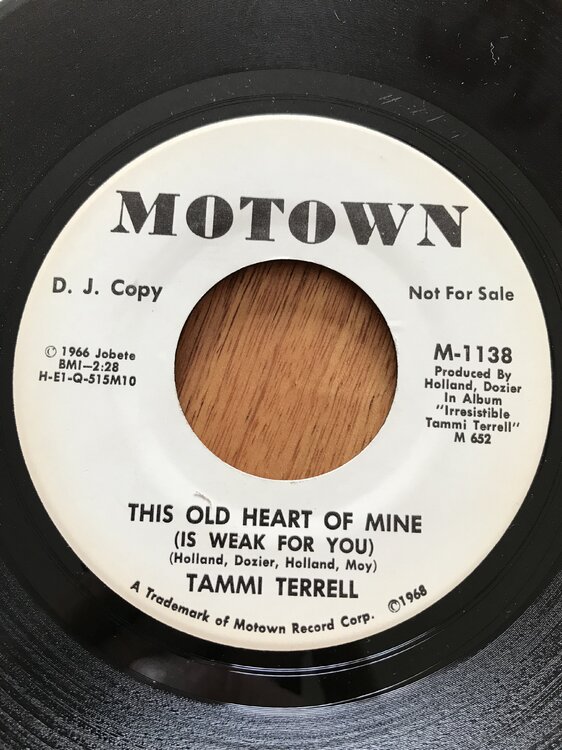 MOTOWN
D. J. Copy
Not For Sale
© 1966 Jobete
BMI—2:28
H-E1-Q-515M10
M-1138
Produced By
Holland, Dozier
In Album
"Irresistible
Tammi Terrell"
M 652
THIS OLD HEART OF MINE
(IS WEAK FOR YOU)
(Holland, Dozier, Holland, Moy)
TAMMI TERRELL
A Trademark of Motown Record Corp. ©1968